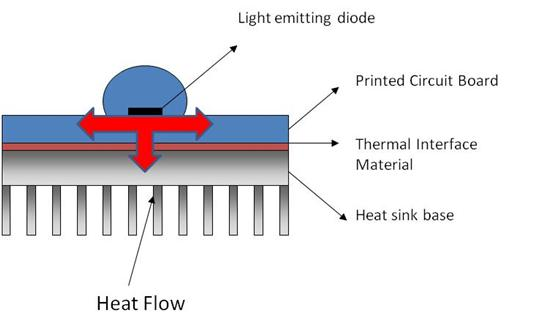 Light emitting diode
Printed Circuit Board
Thermal Interface
Material
Heat sink base
Heat Flow